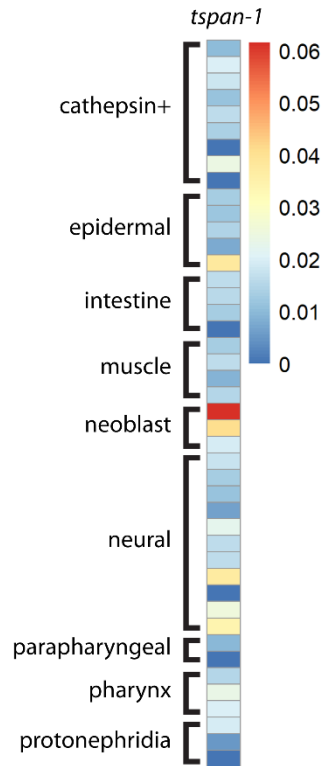 tspan-1
cathepsin+
epidermal
intestine
muscle
neoblast
neural
parapharyngeal
pharynx
protonephridia
0.06
0.05
0.04
0.03
0.02
0.01
0